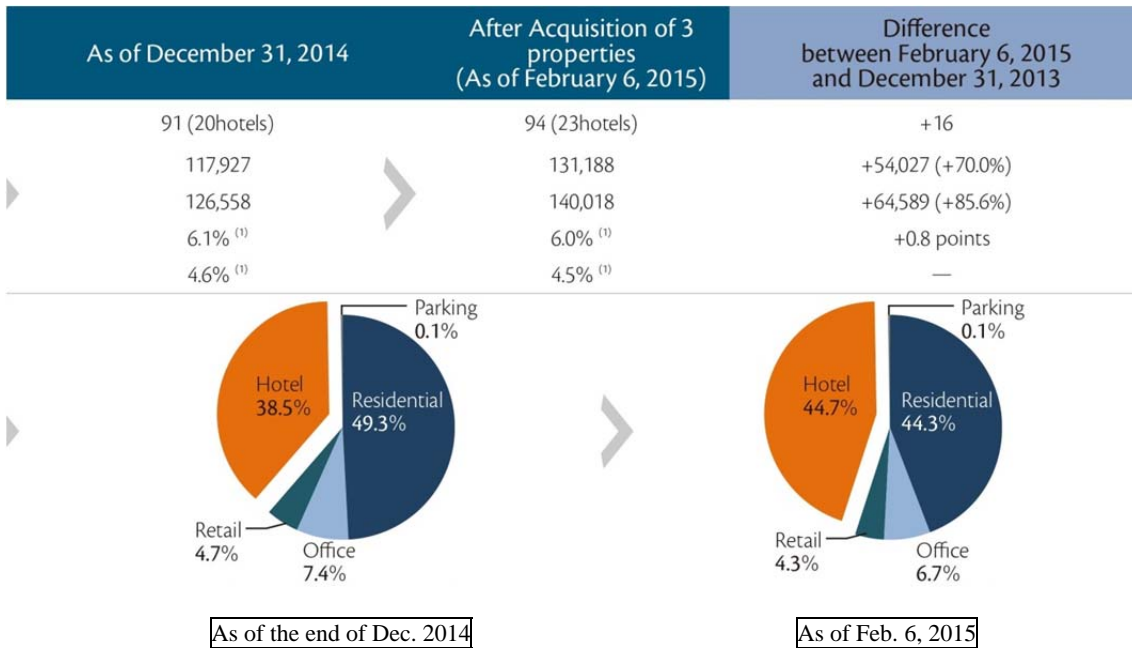 As of December 31, 2014
After Acquisition of 3
properties
(As of February 6, 2015)
Difference
between February 6, 2015
and December 31, 2013
91 (20hotels) 94 (23hotels) +16
117,927 131,188 +54,027 (+70.0%)
126,558 140,018 +64,589 (+85.6%)
6.1% (1) 6.0% (1) +0.8 points
4.6% (1) 4.5% (1) —
Parking
0.1%
Hotel
38.5%
Residential
49.3%
Retail
4.7%
Office
7.4%
Parking
0.1%
Hotel
44.7%
Residential
44.3%
Retail
4.3%
Office
6.7%
As of the end of Dec. 2014
As of Feb. 6, 2015